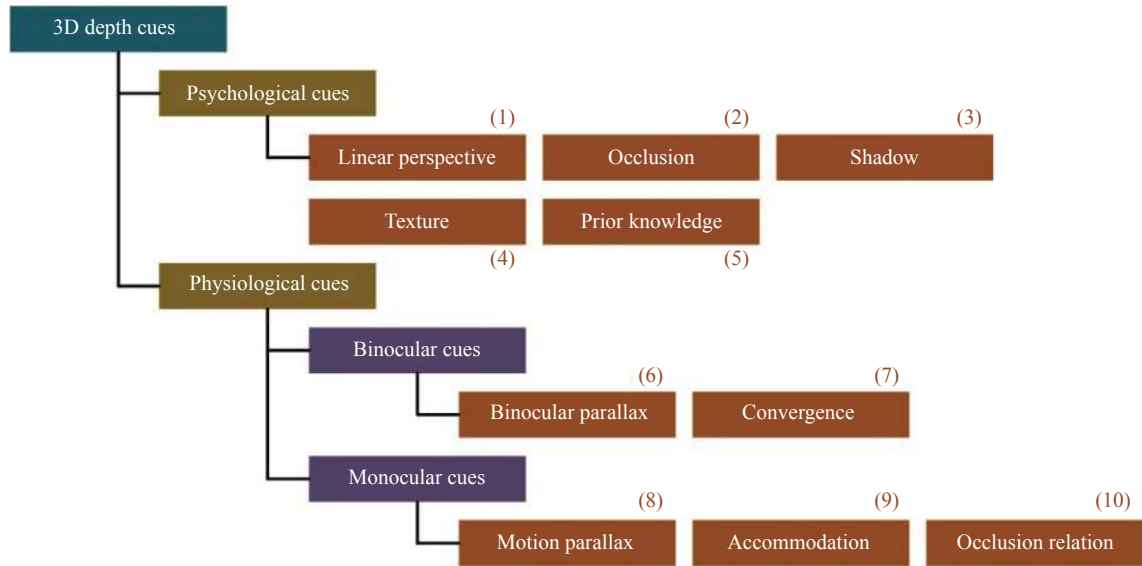 3D depth cues
Psychological cues
(1) (2) (3)
Linear perspective Occlusion Shadow
Texture Prior knowledge
(4) (5)
Physiological cues
Binocular cues
(6) (7)
Binocular parallax Convergence
Monocular cues
(8) (9) (10)
Motion parallax Accommodation Occlusion relation